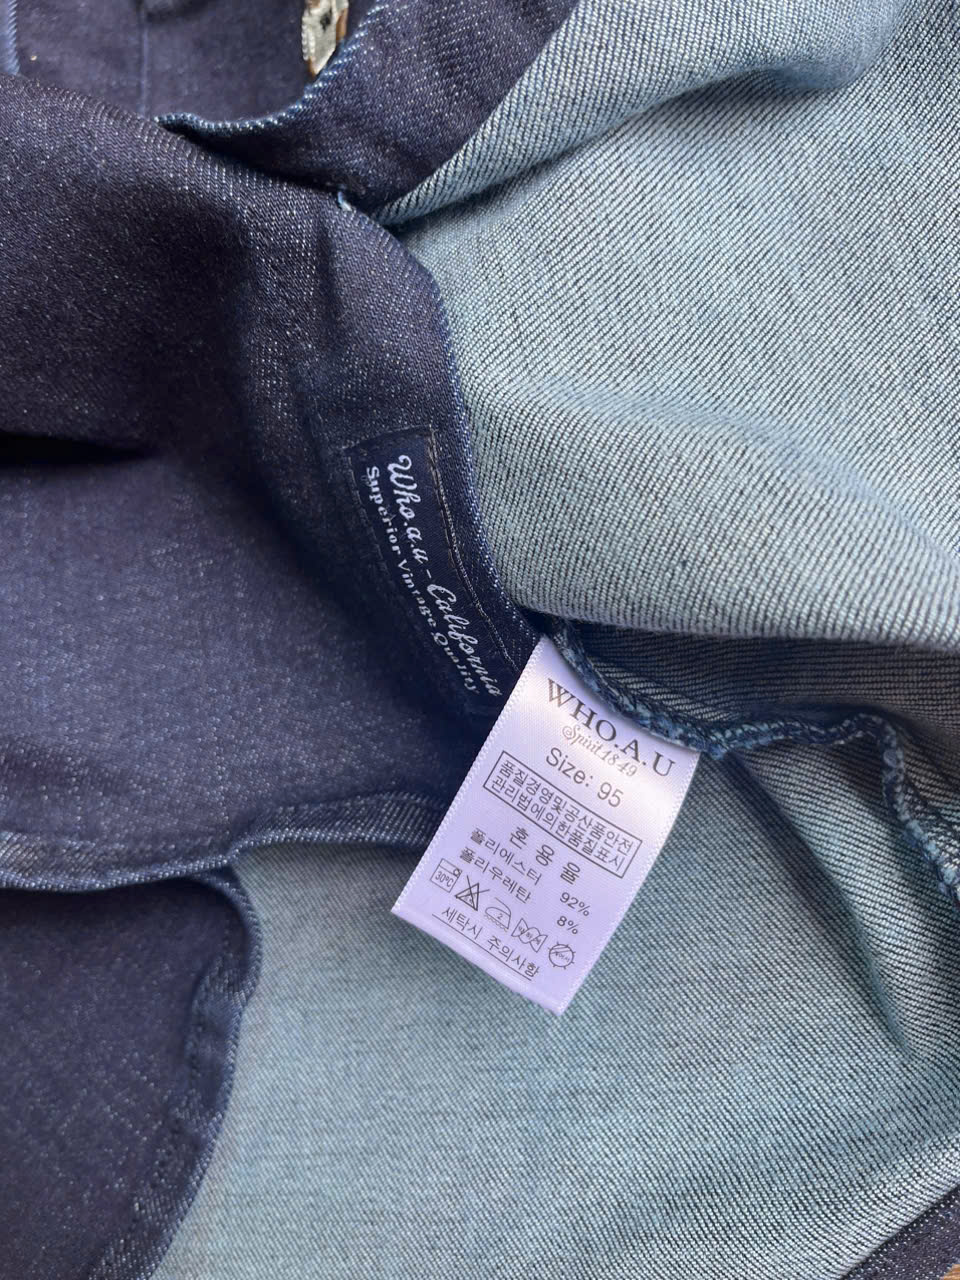 Who.a.u - California
Superior Vintage Quality
WHO.A.U
Spirit 1849
Size: 95
품질경영및공산품안전
관리법에의한품질표시
혼 용 율
폴리에스터 92%
폴리우레탄 8%
30℃
2
세탁시 주의사항